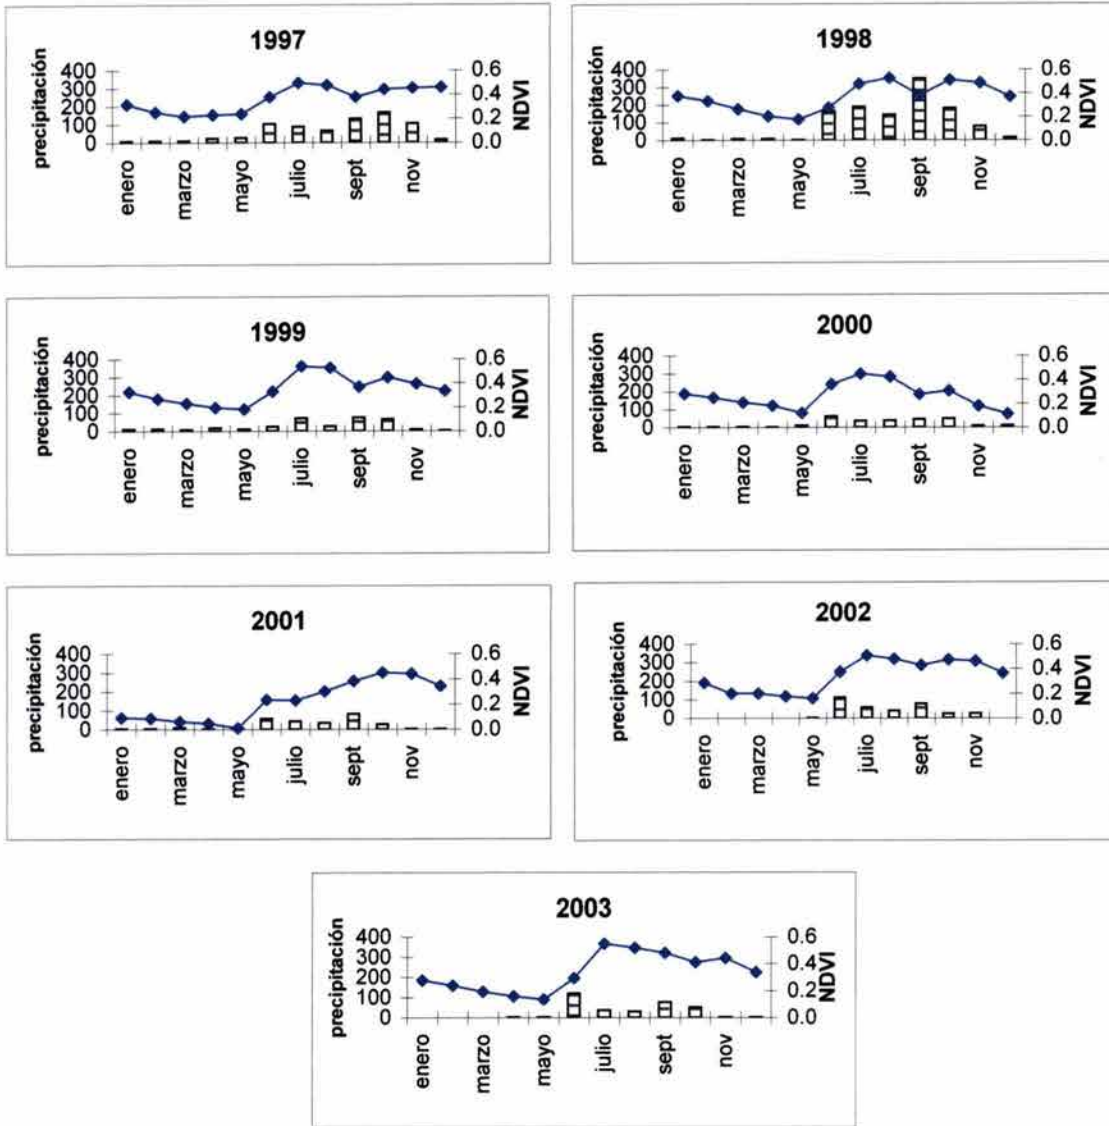 1997
precipitación
400
300
200
100
0
0.6
0.4
0.2
0.0
NDVI
enero
marzo
mayo
julio
sept
nov
1998
precipitación
400
300
200
100
0
0.6
0.4
0.2
0.0
NDVI
enero
marzo
mayo
julio
sept
nov
1999
precipitación
400
300
200
100
0
0.6
0.4
0.2
0.0
NDVI
enero
marzo
mayo
julio
sept
nov
2000
precipitación
400
300
200
100
0
0.6
0.4
0.2
0.0
NDVI
enero
marzo
mayo
julio
sept
nov
2001
precipitación
400
300
200
100
0
0.6
0.4
0.2
0.0
NDVI
enero
marzo
mayo
julio
sept
nov
2002
precipitación
400
300
200
100
0
0.6
0.4
0.2
0.0
NDVI
enero
marzo
mayo
julio
sept
nov
2003
precipitación
400
300
200
100
0
0.6
0.4
0.2
0.0
NDVI
enero
marzo
mayo
julio
sept
nov